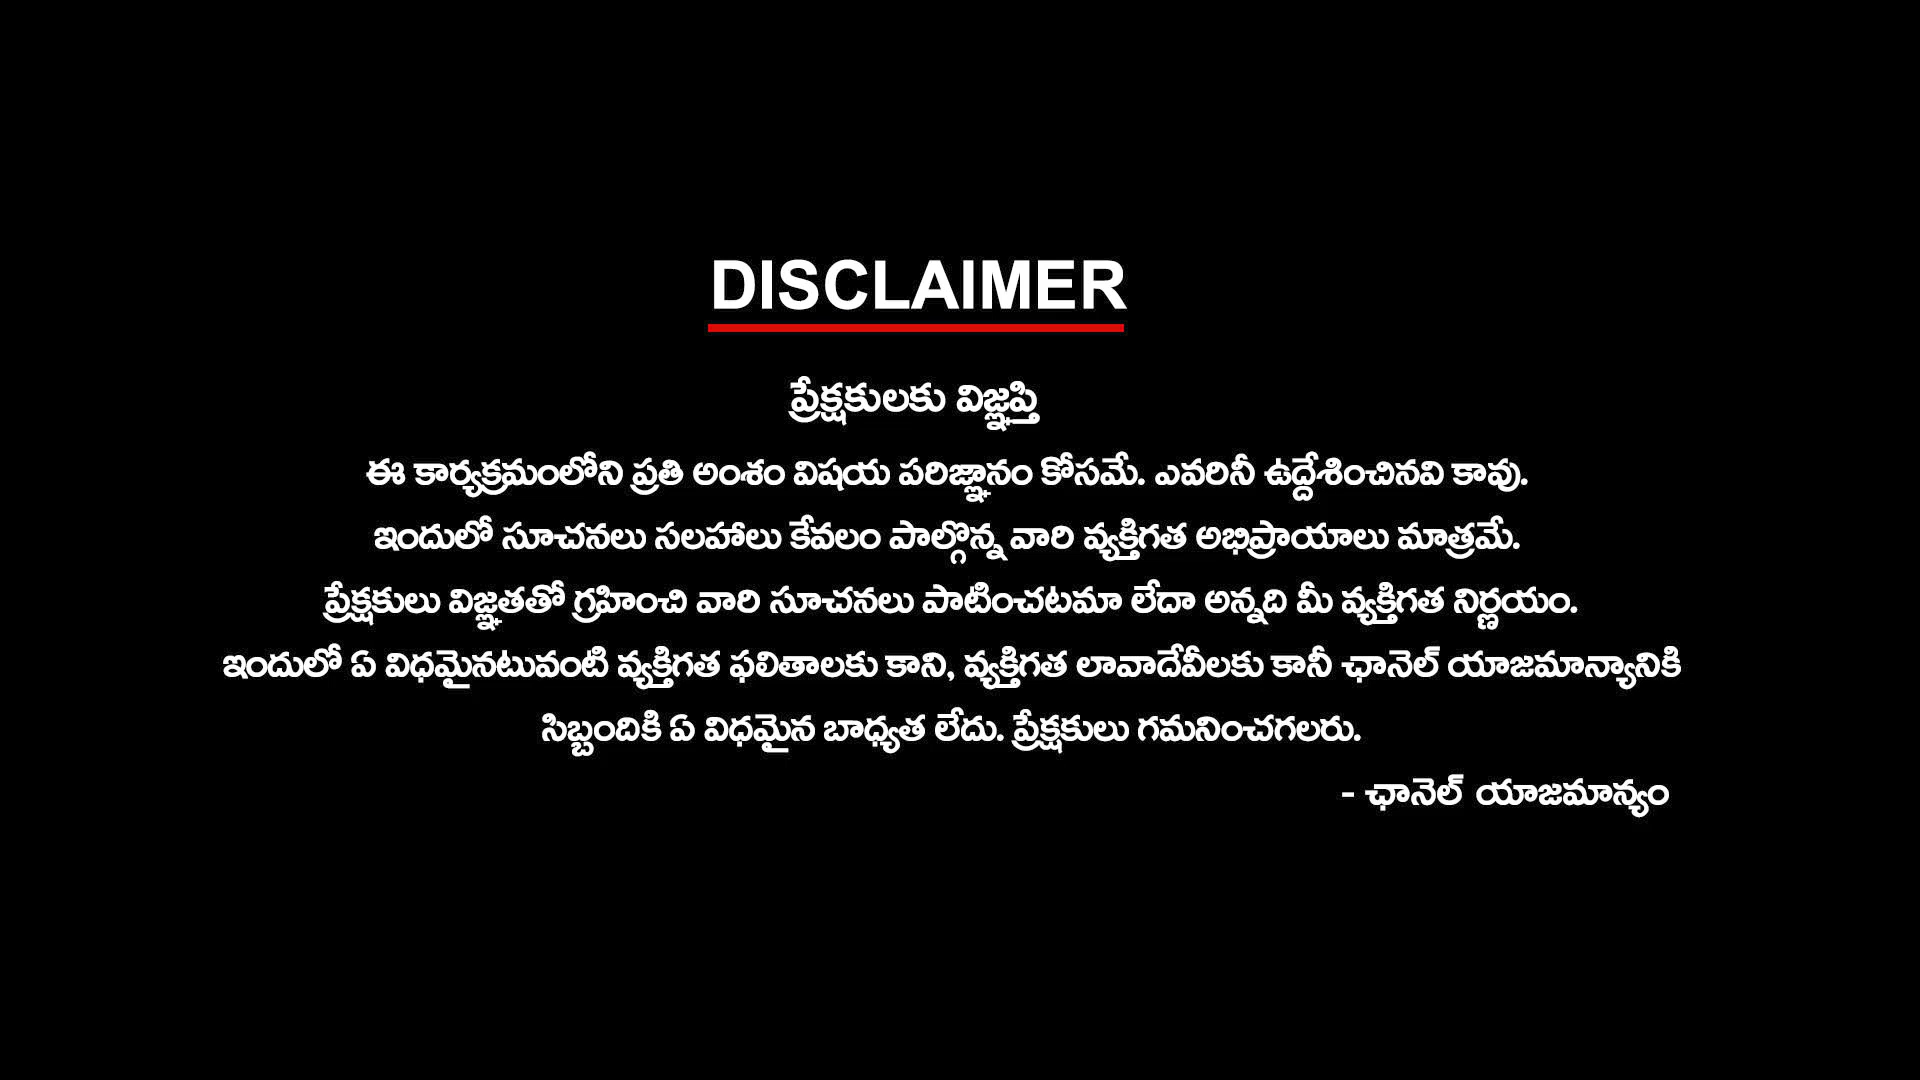 DISCLAIMER
ప్రేక్షకులకు విజ్ఞప్తి
ఈ కార్యక్రమంలోని ప్రతి అంశం విషయ పరిజ్ఞానం కోసమే. ఎవరినీ ఉద్దేశించినవి కావు.
ఇందులో సూచనలు సలహాలు కేవలం పాల్గొన్న వారి వ్యక్తిగత అభిప్రాయాలు మాత్రమే.
ప్రేక్షకులు విజ్ఞతతో గ్రహించి వారి సూచనలు పాటించటమా లేదా అన్నది మీ వ్యక్తిగత నిర్ణయం.
ఇందులో ఏ విధమైనటువంటి వ్యక్తిగత ఫలితాలకు కాని, వ్యక్తిగత లావాదేవీలకు కానీ ఛానెల్ యాజమాన్యానికి
సిబ్బందికి ఏ విధమైన బాధ్యత లేదు. ప్రేక్షకులు గమనించగలరు.
- ఛానెల్ యాజమాన్యం